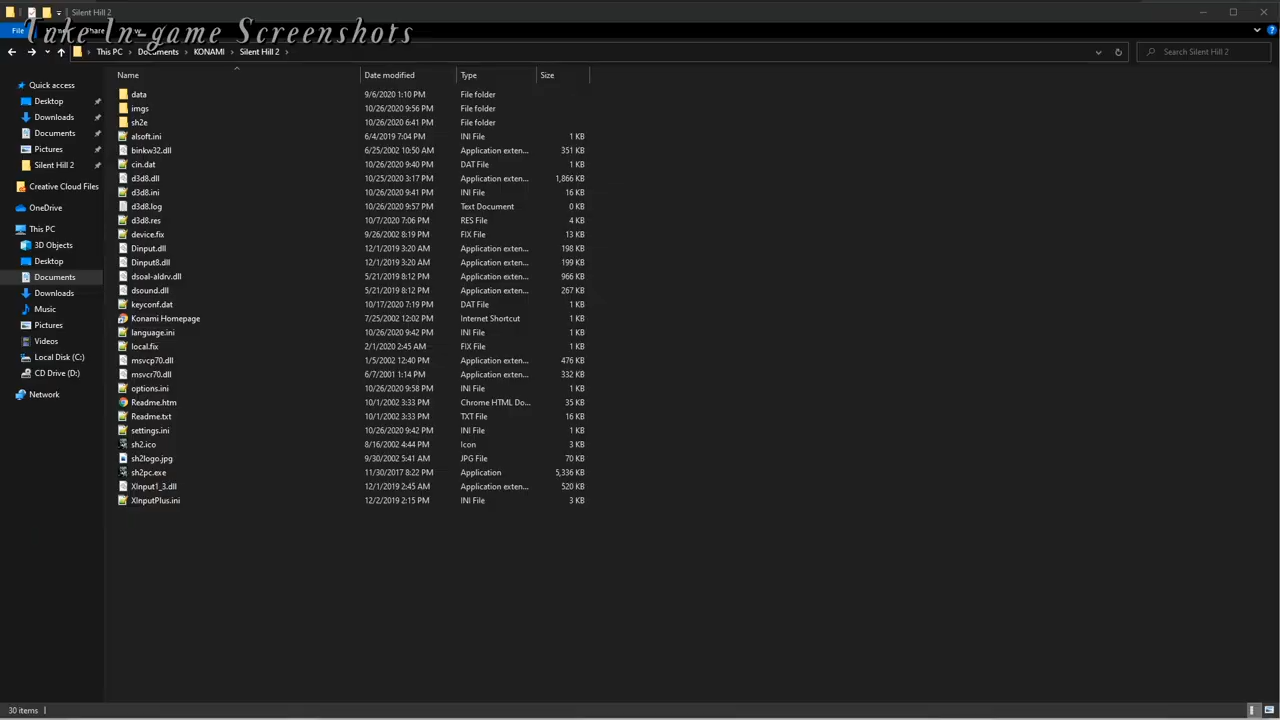 Silent Hill 2
Take In-game Screenshots
File
This PC Documents KONAMI Silent Hill 2
Search Silent Hill 2
Name Date modified Type Size
Quick access
Desktop
Downloads
Documents
Pictures
Silent Hill 2
Creative Cloud Files
OneDrive
This PC
3D Objects
Desktop
Documents
Downloads
Music
Pictures
Videos
Local Disk (C:)
CD Drive (D:)
Network
data 9/6/2020 1:10 PM File folder
imgs 10/26/2020 9:56 PM File folder
sh2e 10/26/2020 6:41 PM File folder
alsoft.ini 6/4/2019 7:04 PM INI File 1 KB
binkw32.dll 6/25/2002 10:50 AM Application exten... 351 KB
cin.dat 10/26/2020 9:40 PM DAT File 1 KB
d3d8.dll 10/25/2020 3:17 PM Application exten... 1,866 KB
d3d8.ini 10/26/2020 9:41 PM INI File 16 KB
d3d8.log 10/26/2020 9:57 PM Text Document 0 KB
d3d8.res 10/7/2020 7:06 PM RES File 4 KB
device.fix 9/26/2002 8:19 PM FIX File 13 KB
Dinput.dll 12/1/2019 3:20 AM Application exten... 198 KB
Dinput8.dll 12/1/2019 3:20 AM Application exten... 199 KB
dsoal-aldrv.dll 5/21/2019 8:12 PM Application exten... 966 KB
dsound.dll 5/21/2019 8:12 PM Application exten... 267 KB
keyconf.dat 10/17/2020 7:19 PM DAT File 1 KB
Konami Homepage 7/25/2002 12:02 PM Internet Shortcut 1 KB
language.ini 10/26/2020 9:42 PM INI File 1 KB
local.fix 2/1/2020 2:45 AM FIX File 1 KB
msvcp70.dll 1/5/2002 12:40 PM Application exten... 476 KB
msvcr70.dll 6/7/2001 1:14 PM Application exten... 332 KB
options.ini 10/26/2020 9:58 PM INI File 1 KB
Readme.htm 10/1/2002 3:33 PM Chrome HTML Do... 35 KB
Readme.txt 10/1/2002 3:33 PM TXT File 16 KB
settings.ini 10/26/2020 9:42 PM INI File 1 KB
sh2.ico 8/16/2002 4:44 PM Icon 3 KB
sh2logo.jpg 9/30/2002 5:41 AM JPG File 70 KB
sh2pc.exe 11/30/2017 8:22 PM Application 5,336 KB
XInput1_3.dll 12/1/2019 2:45 AM Application exten... 520 KB
XInputPlus.ini 12/2/2019 2:15 PM INI File 3 KB
30 items